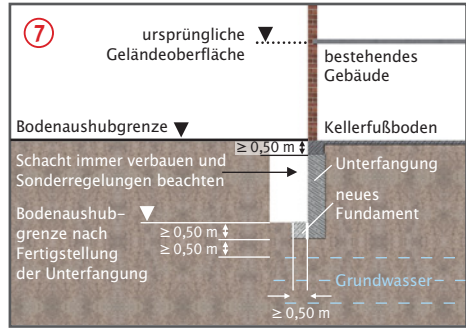 7
ursprüngliche
Geländeoberfläche
bestehendes
Gebäude
Bodenaushubgrenze
Kellerfußboden
≥ 0,50 m
Schacht immer verbauen und
Sonderregelungen beachten
Unterfangung
neues
Fundament
Bodenaushub-
grenze nach
Fertigstellung
der Unterfangung
≥ 0,50 m
≥ 0,50 m
Grundwasser
≥ 0,50 m